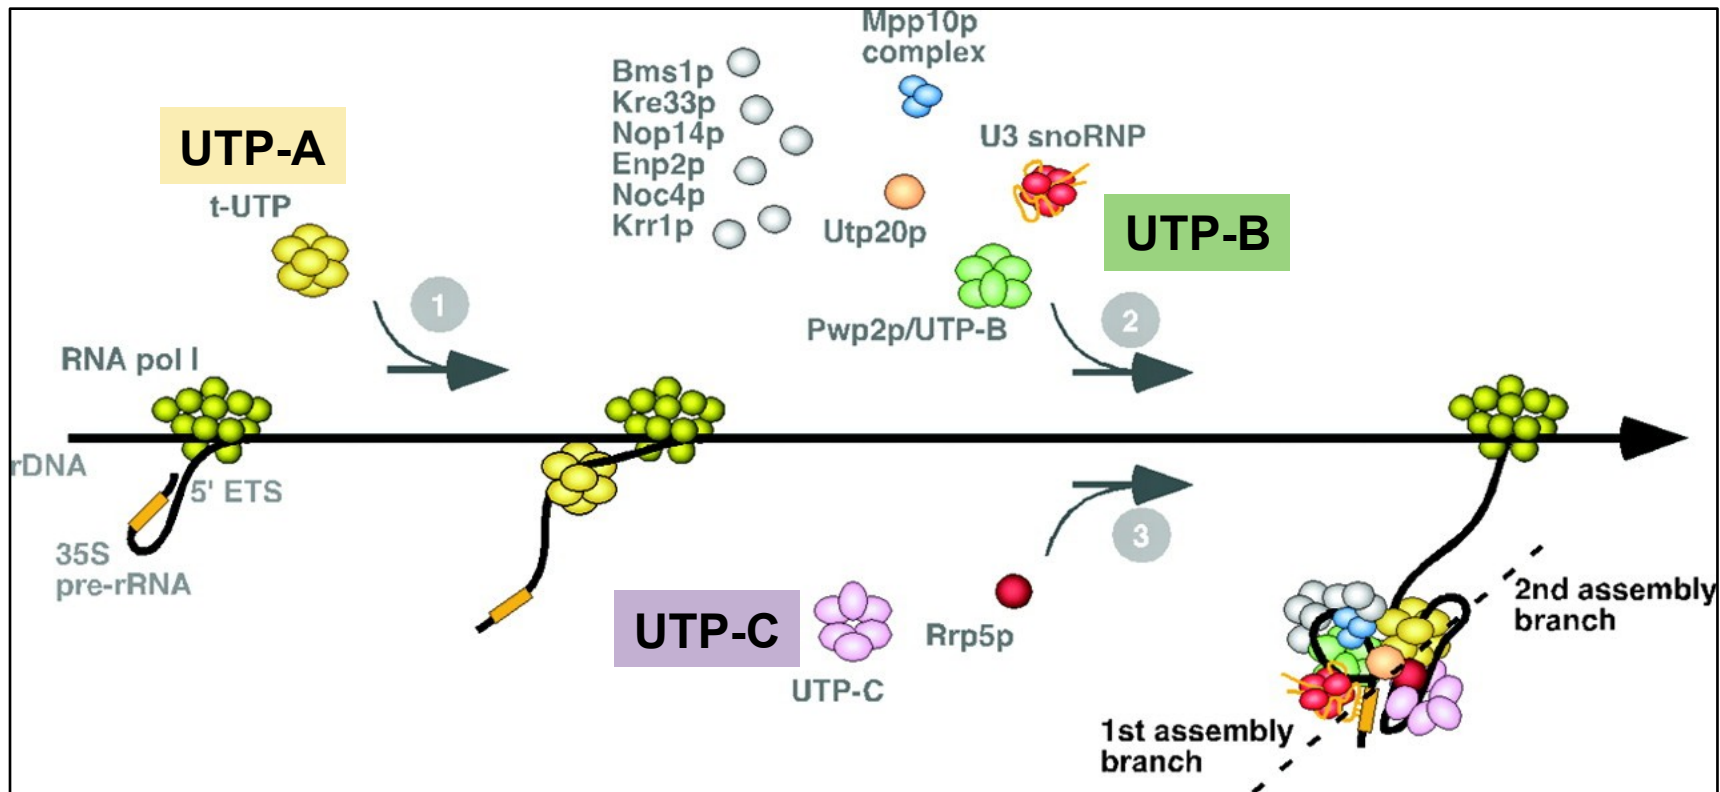 Mpp10p
complex
Bms1p
Kre33p
Nop14p
Enp2p
Noc4p
Krr1p
UTP-A
t-UTP
U3 snoRNP
Utp20p
UTP-B
Pwp2p/UTP-B
1
2
RNA pol I
rDNA
5' ETS
35S
pre-rRNA
3
UTP-C
UTP-C
Rrp5p
2nd assembly
branch
1st assembly
branch